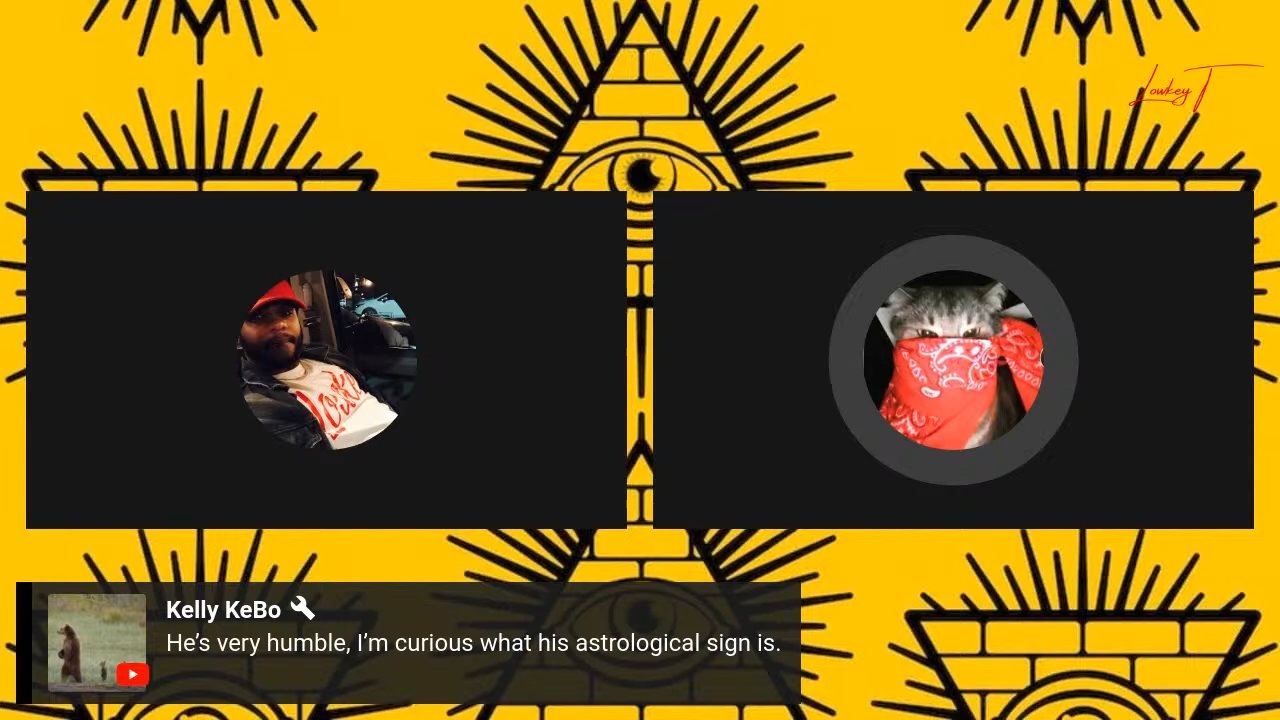 Lowkey T
Kelly KeBo
He’s very humble, I’m curious what his astrological sign is.